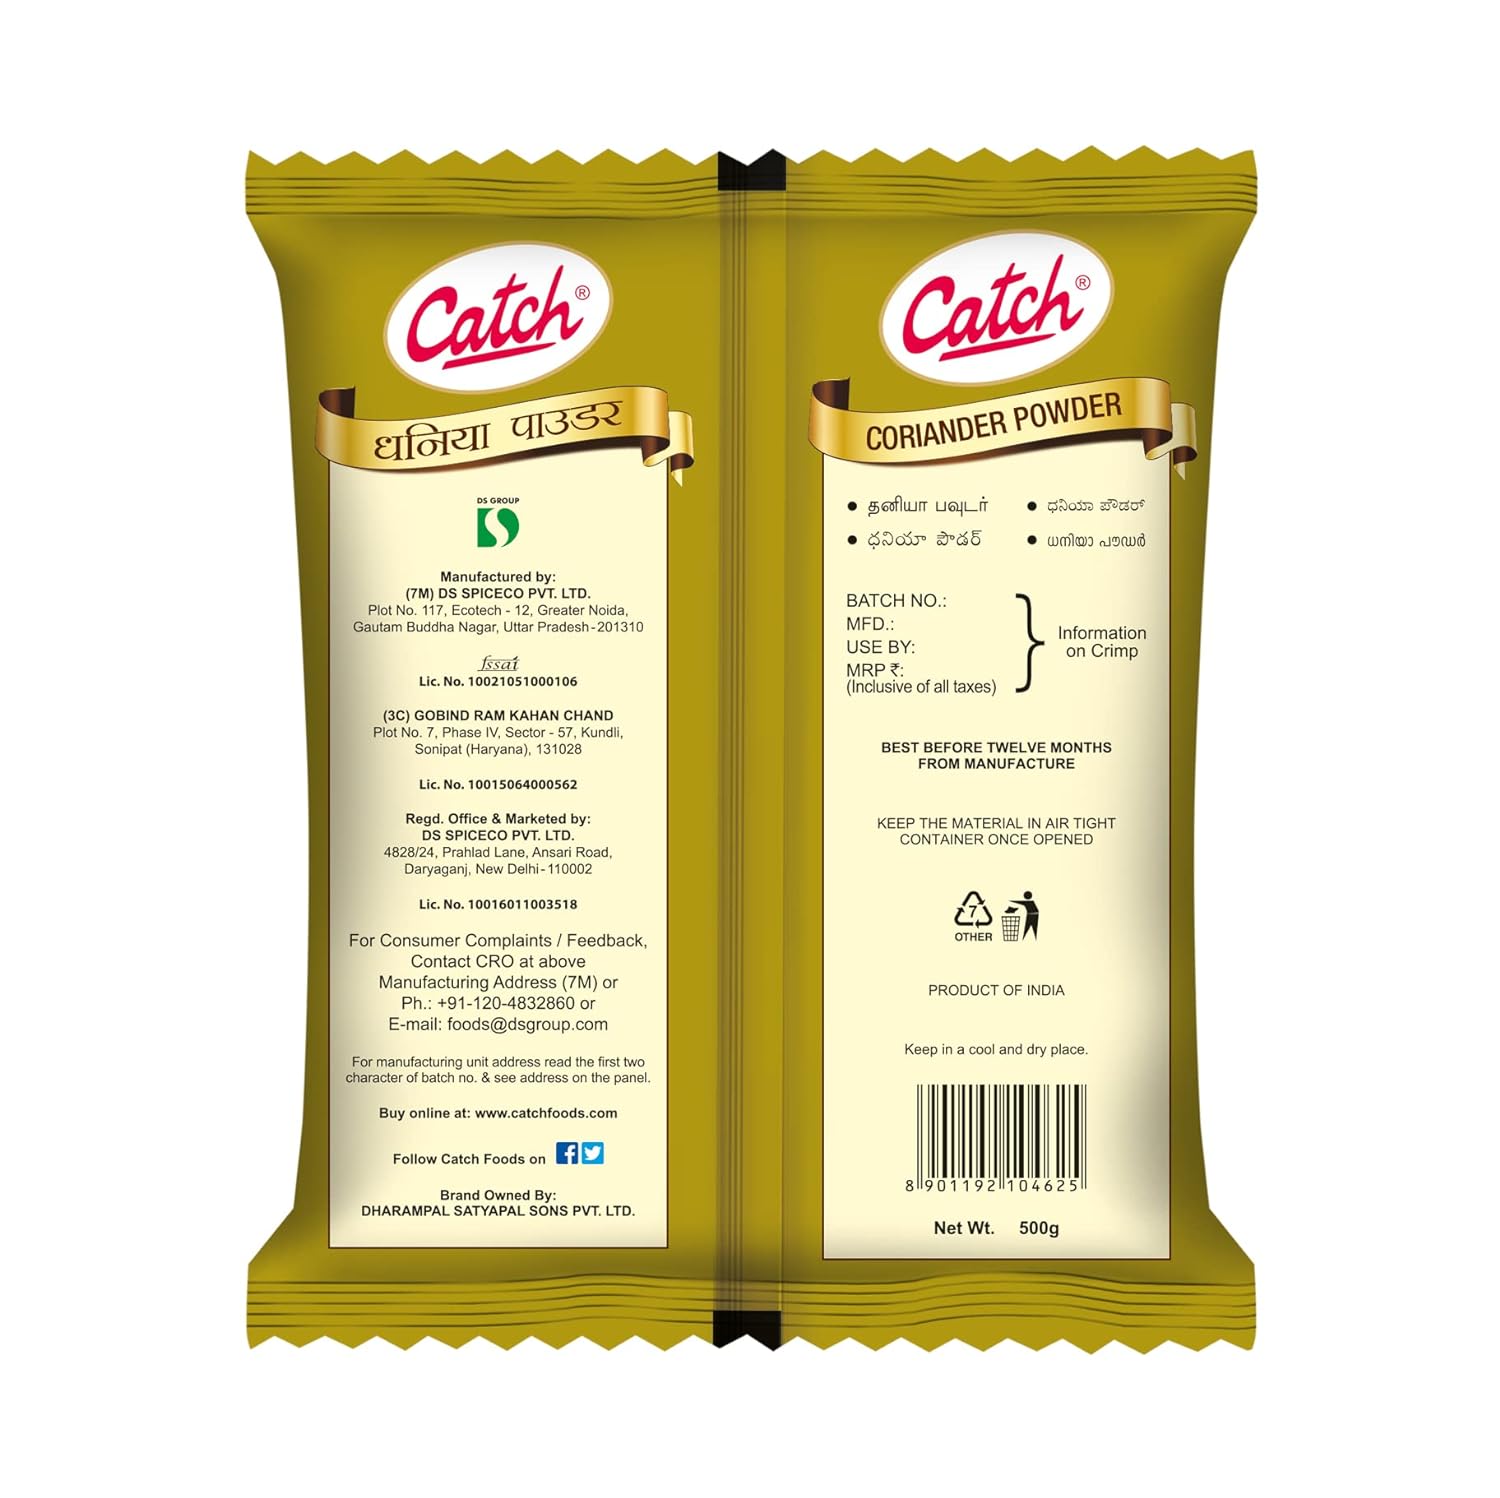 Catch®
धनिया पाउडर
DS GROUP
Manufactured by:
(7M) DS SPICECO PVT. LTD.
Plot No. 117, Ecotech - 12, Greater Noida,
Gautam Buddha Nagar, Uttar Pradesh-201310
fssai
Lic. No. 10021051000106
(3C) GOBIND RAM KAHAN CHAND
Plot No. 7, Phase IV, Sector - 57, Kundli,
Sonipat (Haryana), 131028
Lic. No. 10015064000562
Regd. Office & Marketed by:
DS SPICECO PVT. LTD.
4828/24, Prahlad Lane, Ansari Road,
Daryaganj, New Delhi-110002
Lic. No. 10016011003518
For Consumer Complaints / Feedback,
Contact CRO at above
Manufacturing Address (7M) or
Ph.: +91-120-4832860 or
E-mail: foods@dsgroup.com
For manufacturing unit address read the first two
character of batch no. & see address on the panel.
Buy online at: www.catchfoods.com
Follow Catch Foods on
Brand Owned By:
DHARAMPAL SATYAPAL SONS PVT. LTD.
Catch®
CORIANDER POWDER
• தனியா பவுடர் • ಧನಿಯಾ ಪೌಡರ್
• ధనియా పౌడర్ • ധനിയാ പൗഡർ
BATCH NO.:
MFD.:
USE BY:
MRP ₹:
(Inclusive of all taxes)
Information
on Crimp
BEST BEFORE TWELVE MONTHS
FROM MANUFACTURE
KEEP THE MATERIAL IN AIR TIGHT
CONTAINER ONCE OPENED
7
OTHER
PRODUCT OF INDIA
Keep in a cool and dry place.
8 901192 104625
Net Wt. 500g